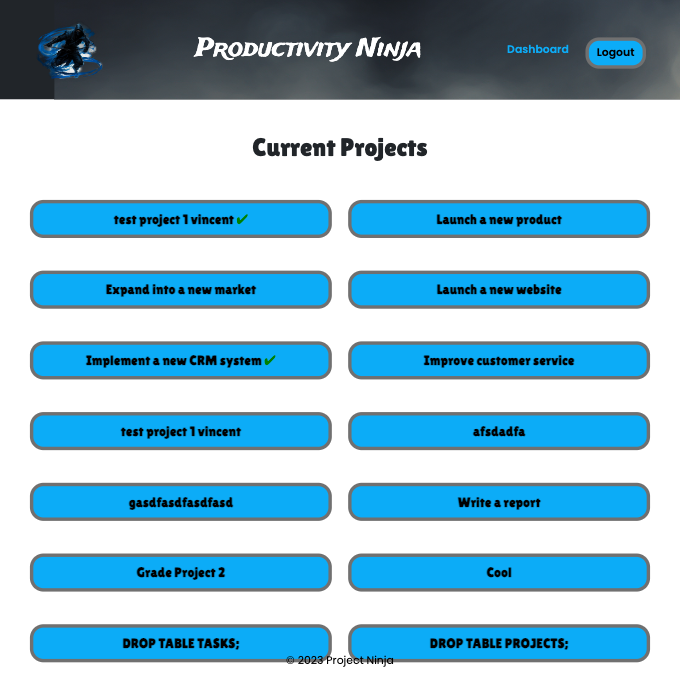 Productivity Ninja
Dashboard
Logout
Current Projects
test project 1 vincent ✔
Launch a new product
Expand into a new market
Launch a new website
Implement a new CRM system ✔
Improve customer service
test project 1 vincent
afsdadfa
gasdfasdfasdfasd
Write a report
Grade Project 2
Cool
DROP TABLE TASKS;
DROP TABLE PROJECTS;
© 2023 Project Ninja